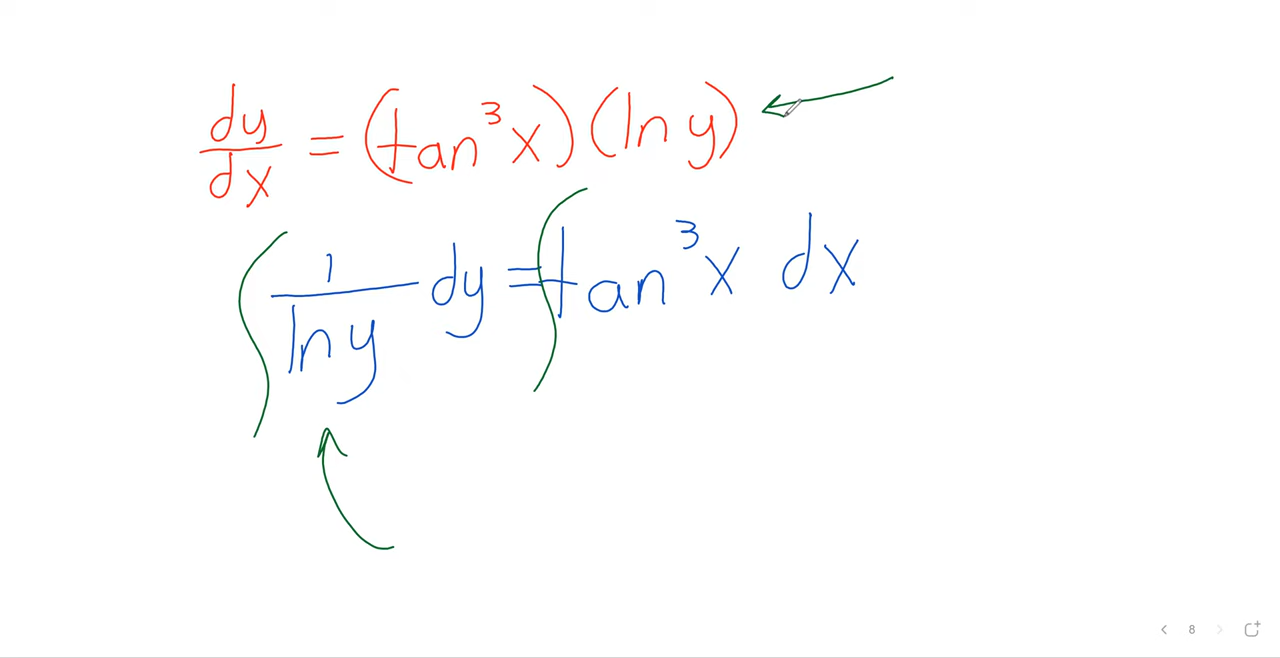 dy/dx = (tan³x)(ln y)
∫ 1/ln y dy = ∫ tan³x dx
8